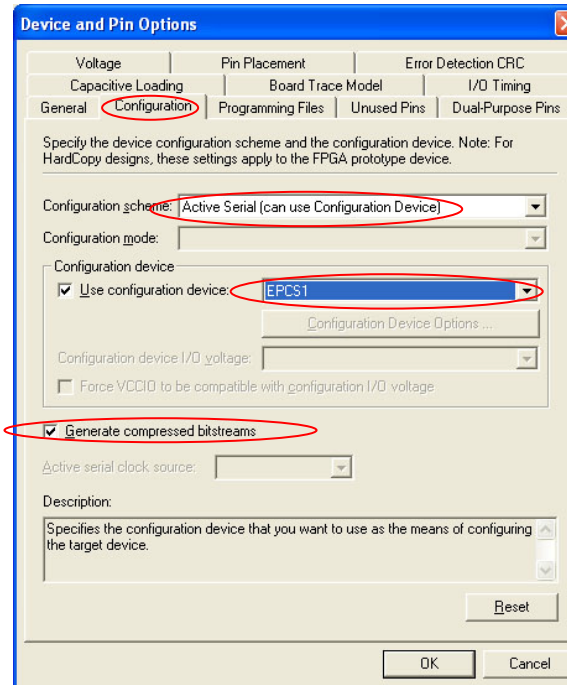 Device and Pin Options
Voltage
Pin Placement
Error Detection CRC
Capacitive Loading
Board Trace Model
I/O Timing
General
Configuration
Programming Files
Unused Pins
Dual-Purpose Pins
Specify the device configuration scheme and the configuration device. Note: For
HardCopy designs, these settings apply to the FPGA prototype device.
Configuration scheme: Active Serial (can use Configuration Device)
Configuration mode:
Configuration device
Use configuration device: EPCS1
Configuration Device Options ...
Configuration device I/O voltage:
Force VCCIO to be compatible with configuration I/O voltage
Generate compressed bitstreams
Active serial clock source:
Description:
Specifies the configuration device that you want to use as the means of configuring
the target device.
Reset
OK
Cancel